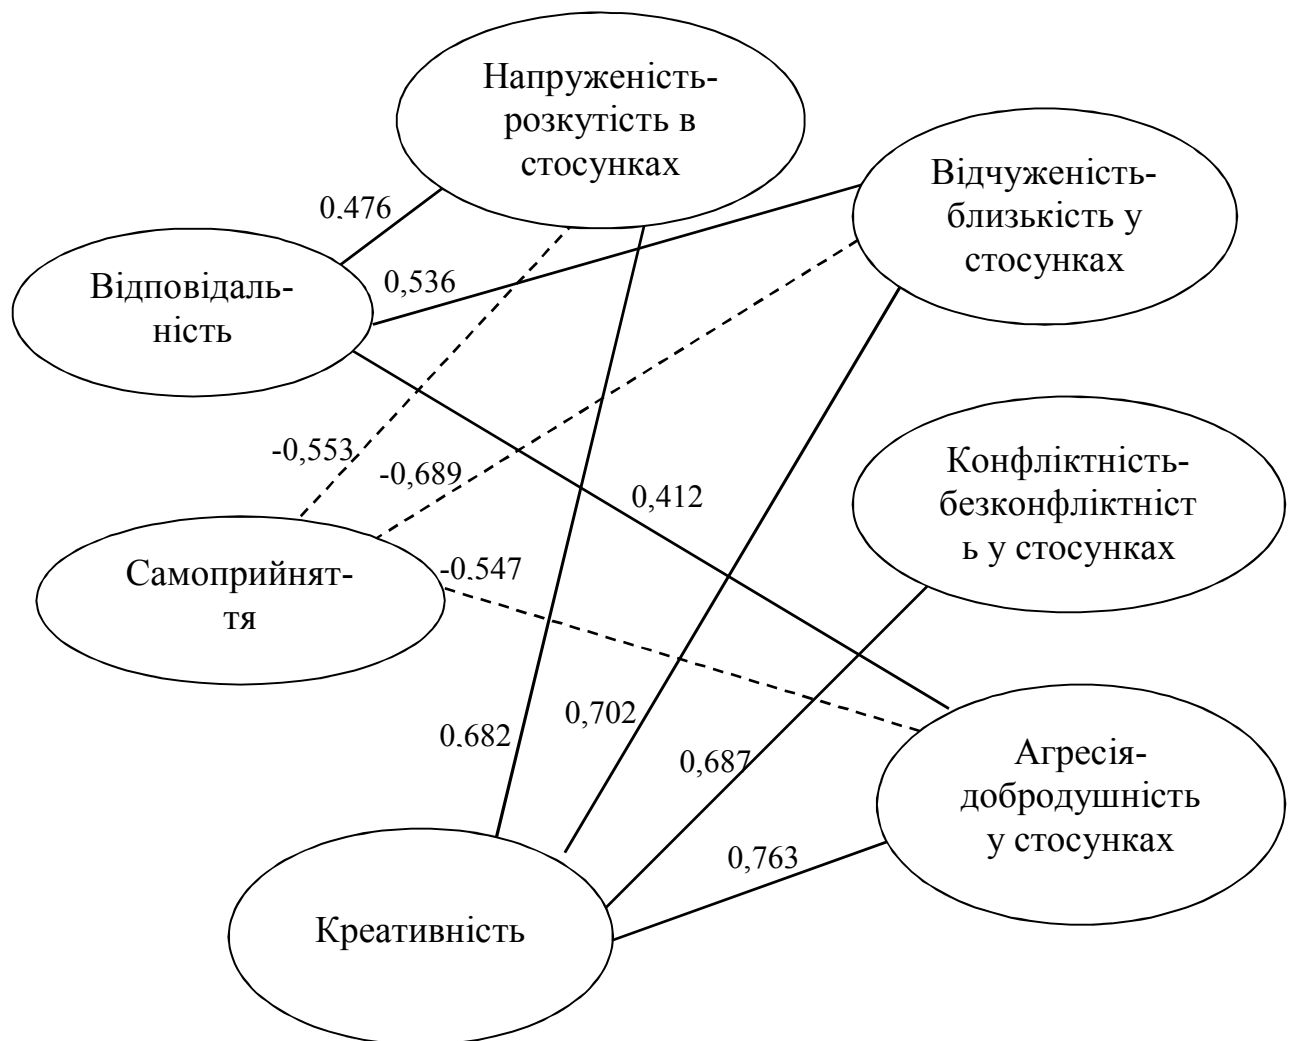 Напруженість-
розкутість в
стосунках
Відчуженість-
близькість у
стосунках
0,476
Відповідаль-
ність
0,536
-0,553
-0,689
0,412
Конфліктність-
безконфліктніст
ь у стосунках
Самоприйнят-
тя
-0,547
0,682
0,702
0,687
Агресія-
добродушність
у стосунках
0,763
Креативність